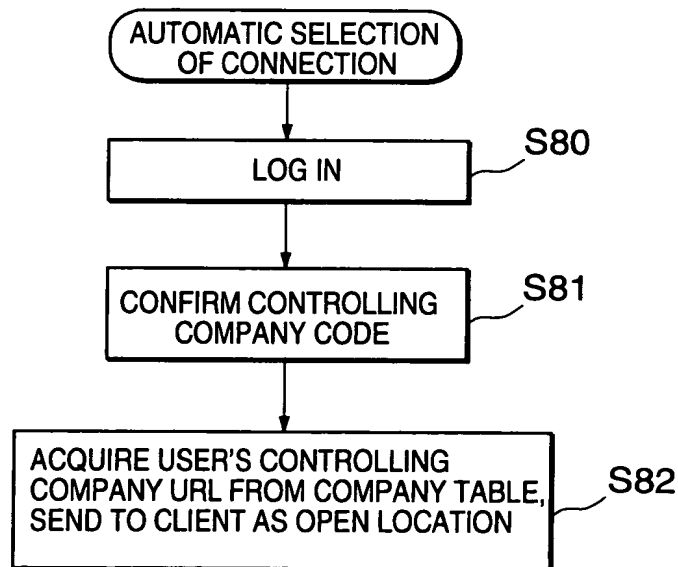 AUTOMATIC SELECTION
OF CONNECTION
LOG IN
S80
CONFIRM CONTROLLING
COMPANY CODE
S81
ACQUIRE USER'S CONTROLLING
COMPANY URL FROM COMPANY TABLE,
SEND TO CLIENT AS OPEN LOCATION
S82